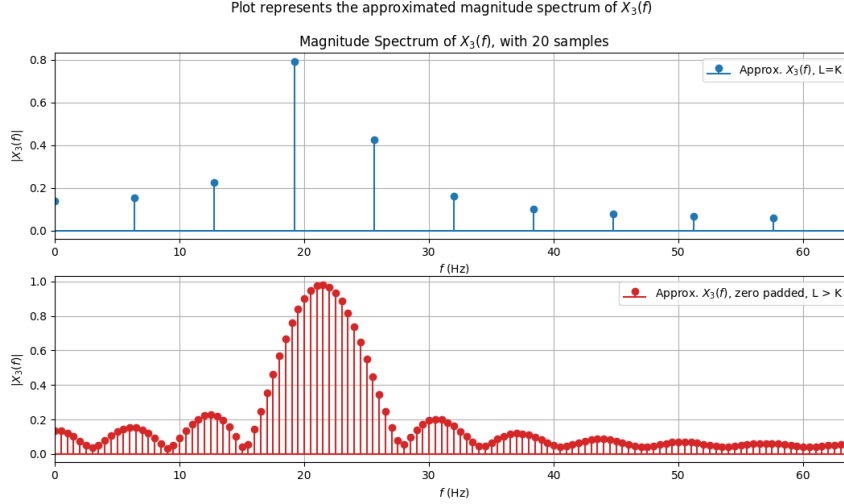 Plot represents the approximated magnitude spectrum of X₃(f)
Magnitude Spectrum of X₃(f), with 20 samples
Approx. X₃(f), L=K
|X₃(f)|
0.8
0.6
0.4
0.2
0.0
0 10 20 30 40 50 60
f (Hz)
Approx. X₃(f), zero padded, L > K
|X₃(f)|
1.0
0.8
0.6
0.4
0.2
0.0
0 10 20 30 40 50 60
f (Hz)